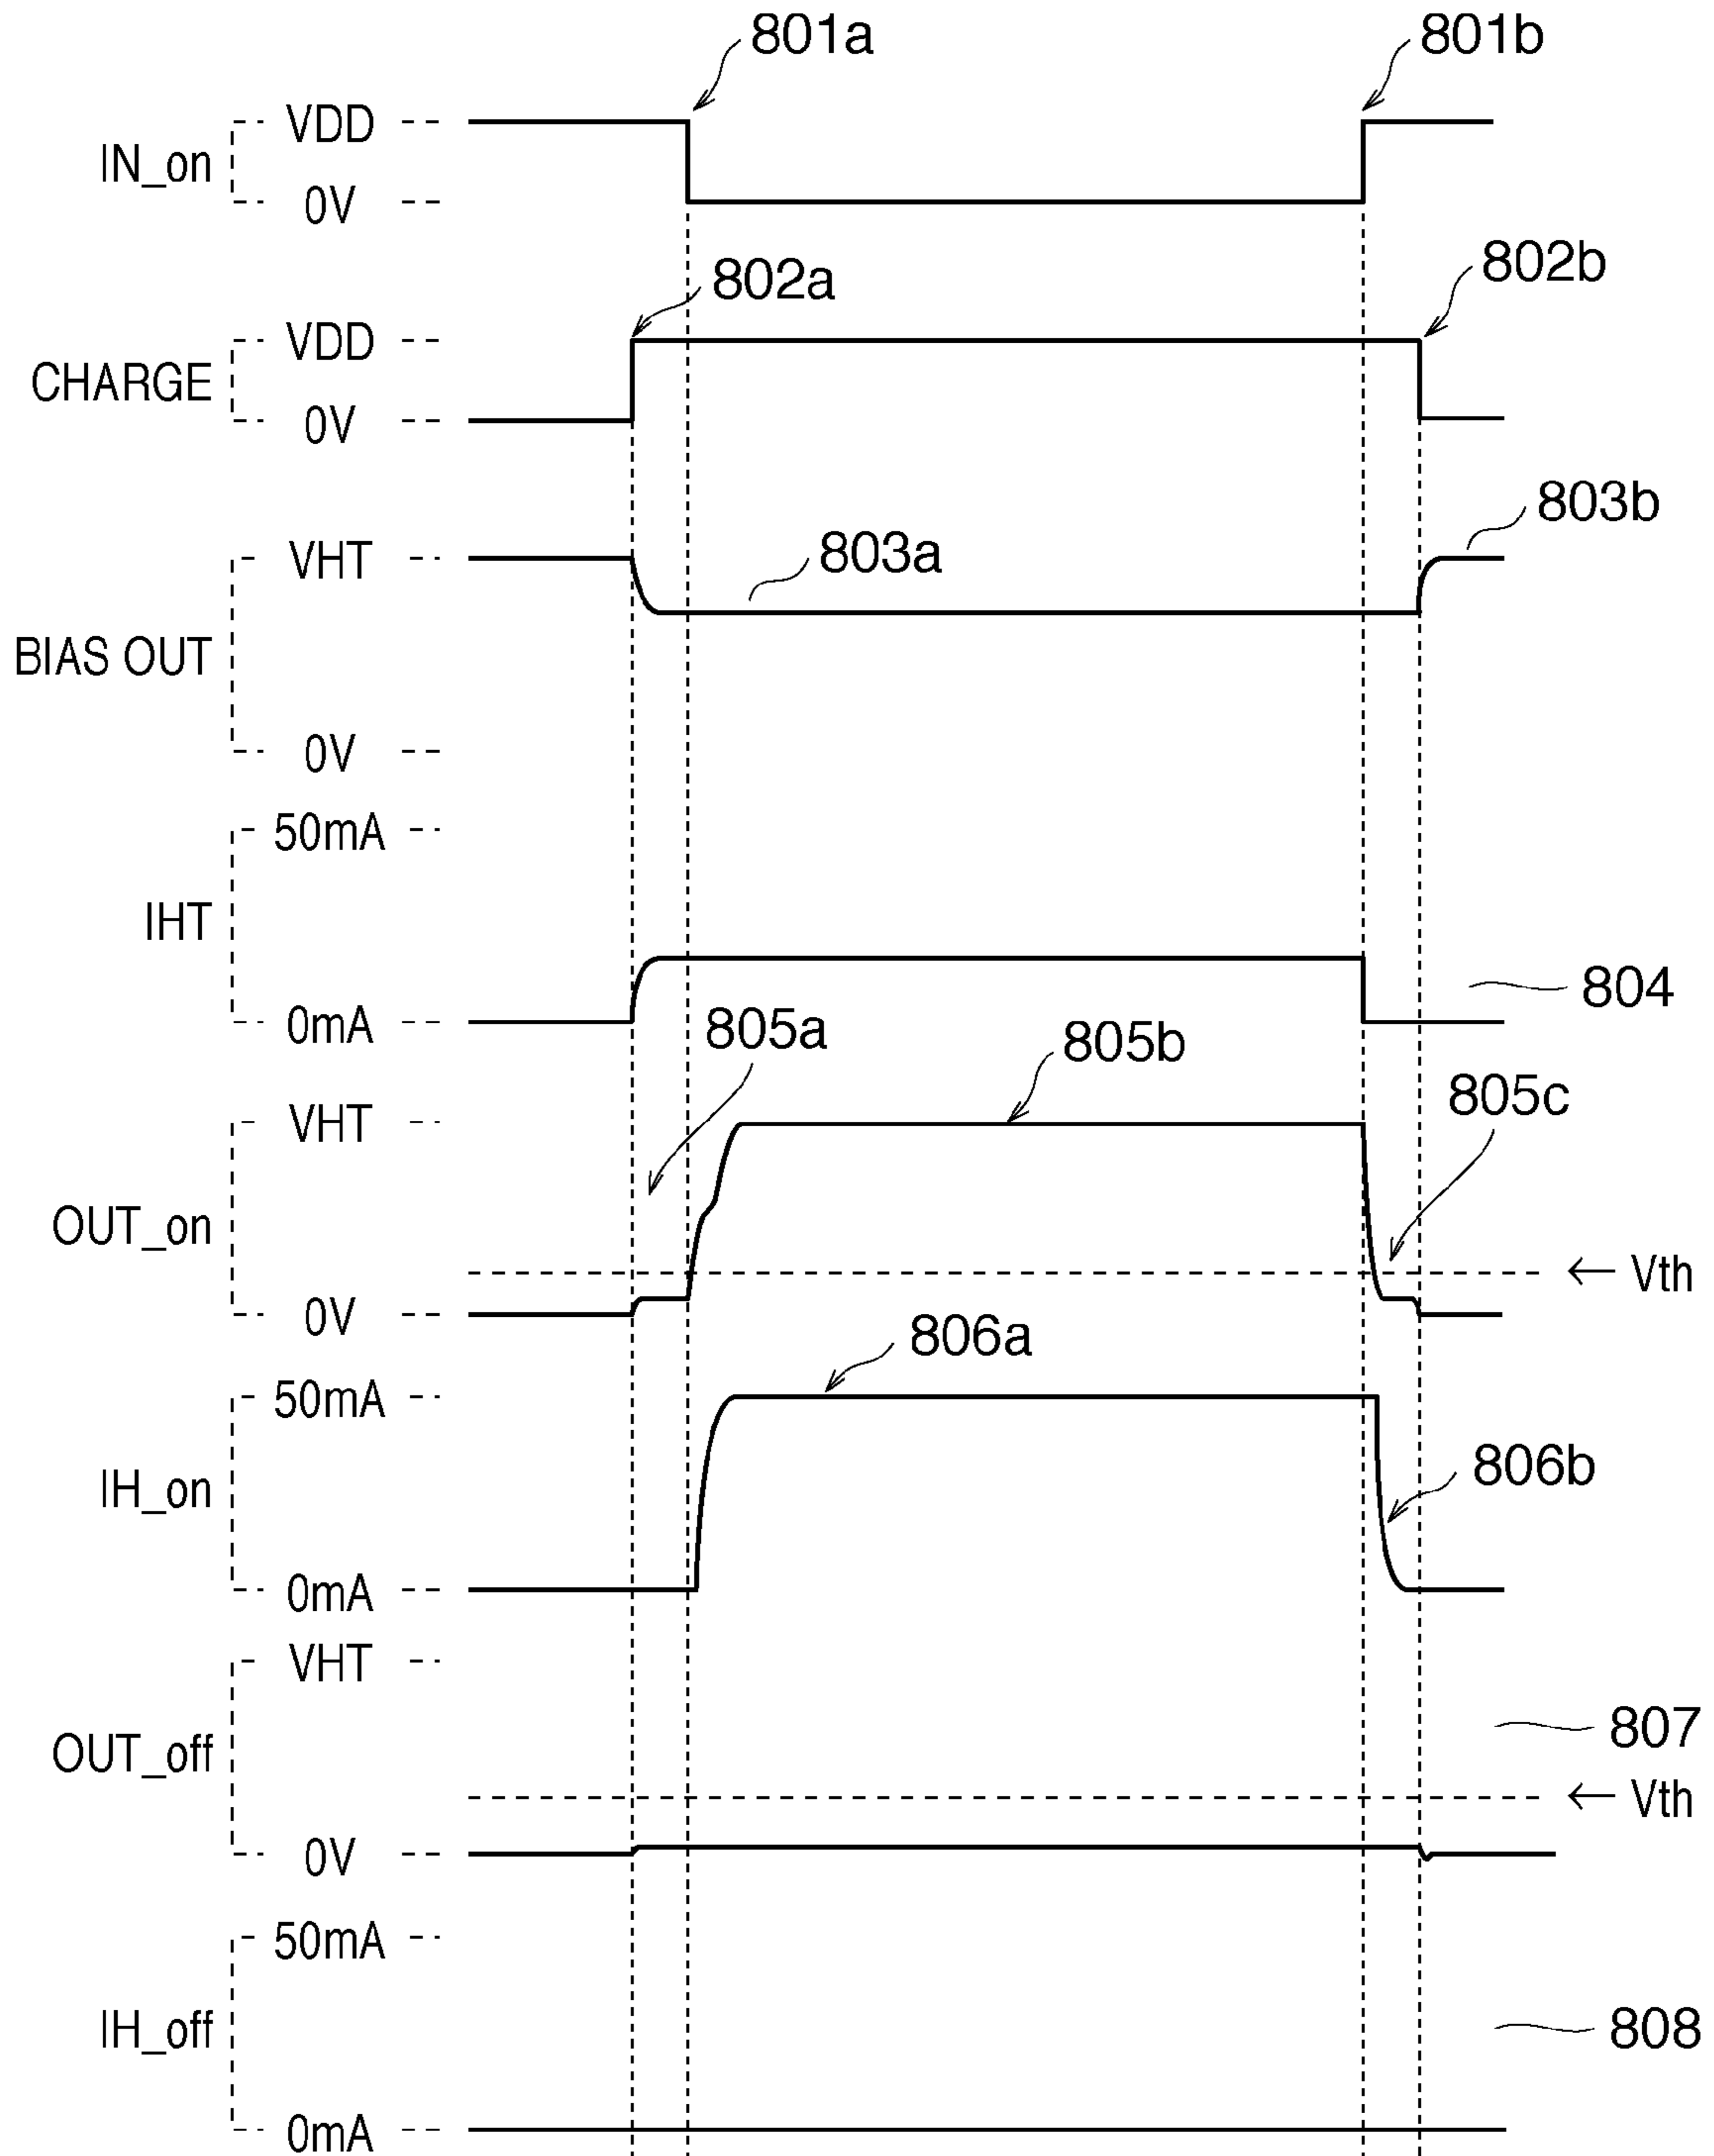 801a
801b
VDD
IN_on
0V
802a
802b
VDD
CHARGE
0V
803b
VHT
803a
BIAS OUT
0V
50mA
IHT
804
0mA
805a
805b
805c
VHT
OUT_on
Vth
0V
806a
50mA
806b
IH_on
0mA
VHT
807
OUT_off
Vth
0V
50mA
IH_off
808
0mA